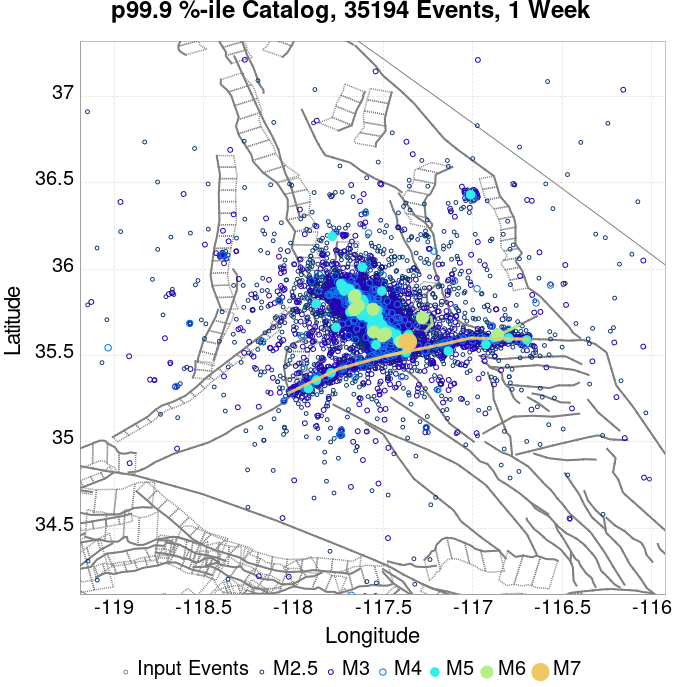 p99.9 %-ile Catalog, 35194 Events, 1 Week
37
36.5
36
35.5
35
34.5
Latitude
-119 -118.5 -118 -117.5 -117 -116.5 -116
Longitude
Input Events M2.5 M3 M4 M5 M6 M7